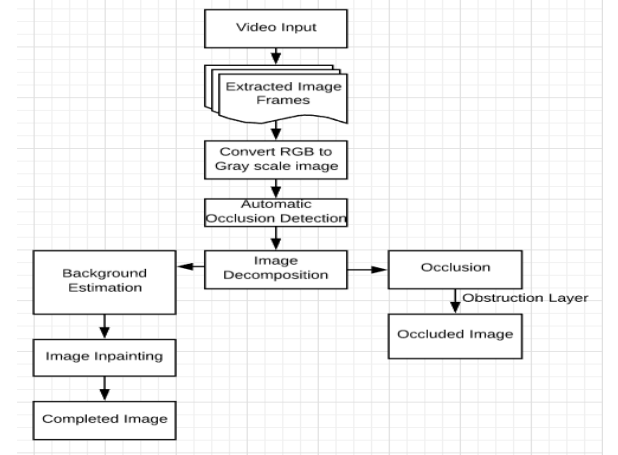 Video Input
Extracted Image
Frames
Convert RGB to
Gray scale image
Automatic
Occlusion Detection
Image
Decomposition
Background
Estimation
Occlusion
Obstruction Layer
Occluded Image
Image Inpainting
Completed Image